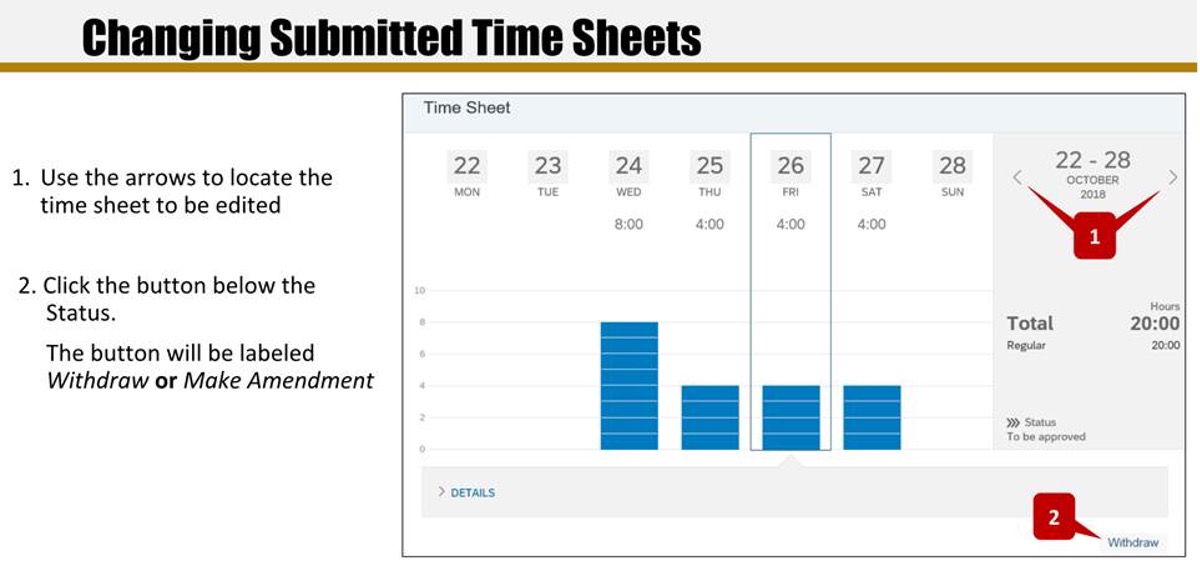 Changing Submitted Time Sheets
1. Use the arrows to locate the
time sheet to be edited
2. Click the button below the
Status.
The button will be labeled
Withdraw or Make Amendment
Time Sheet
22 23 24 25 26 27 28
MON TUE WED THU FRI SAT SUN
8:00 4:00 4:00 4:00
10
8
6
4
2
0
22 - 28
OCTOBER
2018
1
Hours
Total 20:00
Regular 20:00
Status
To be approved
> DETAILS
2
Withdraw